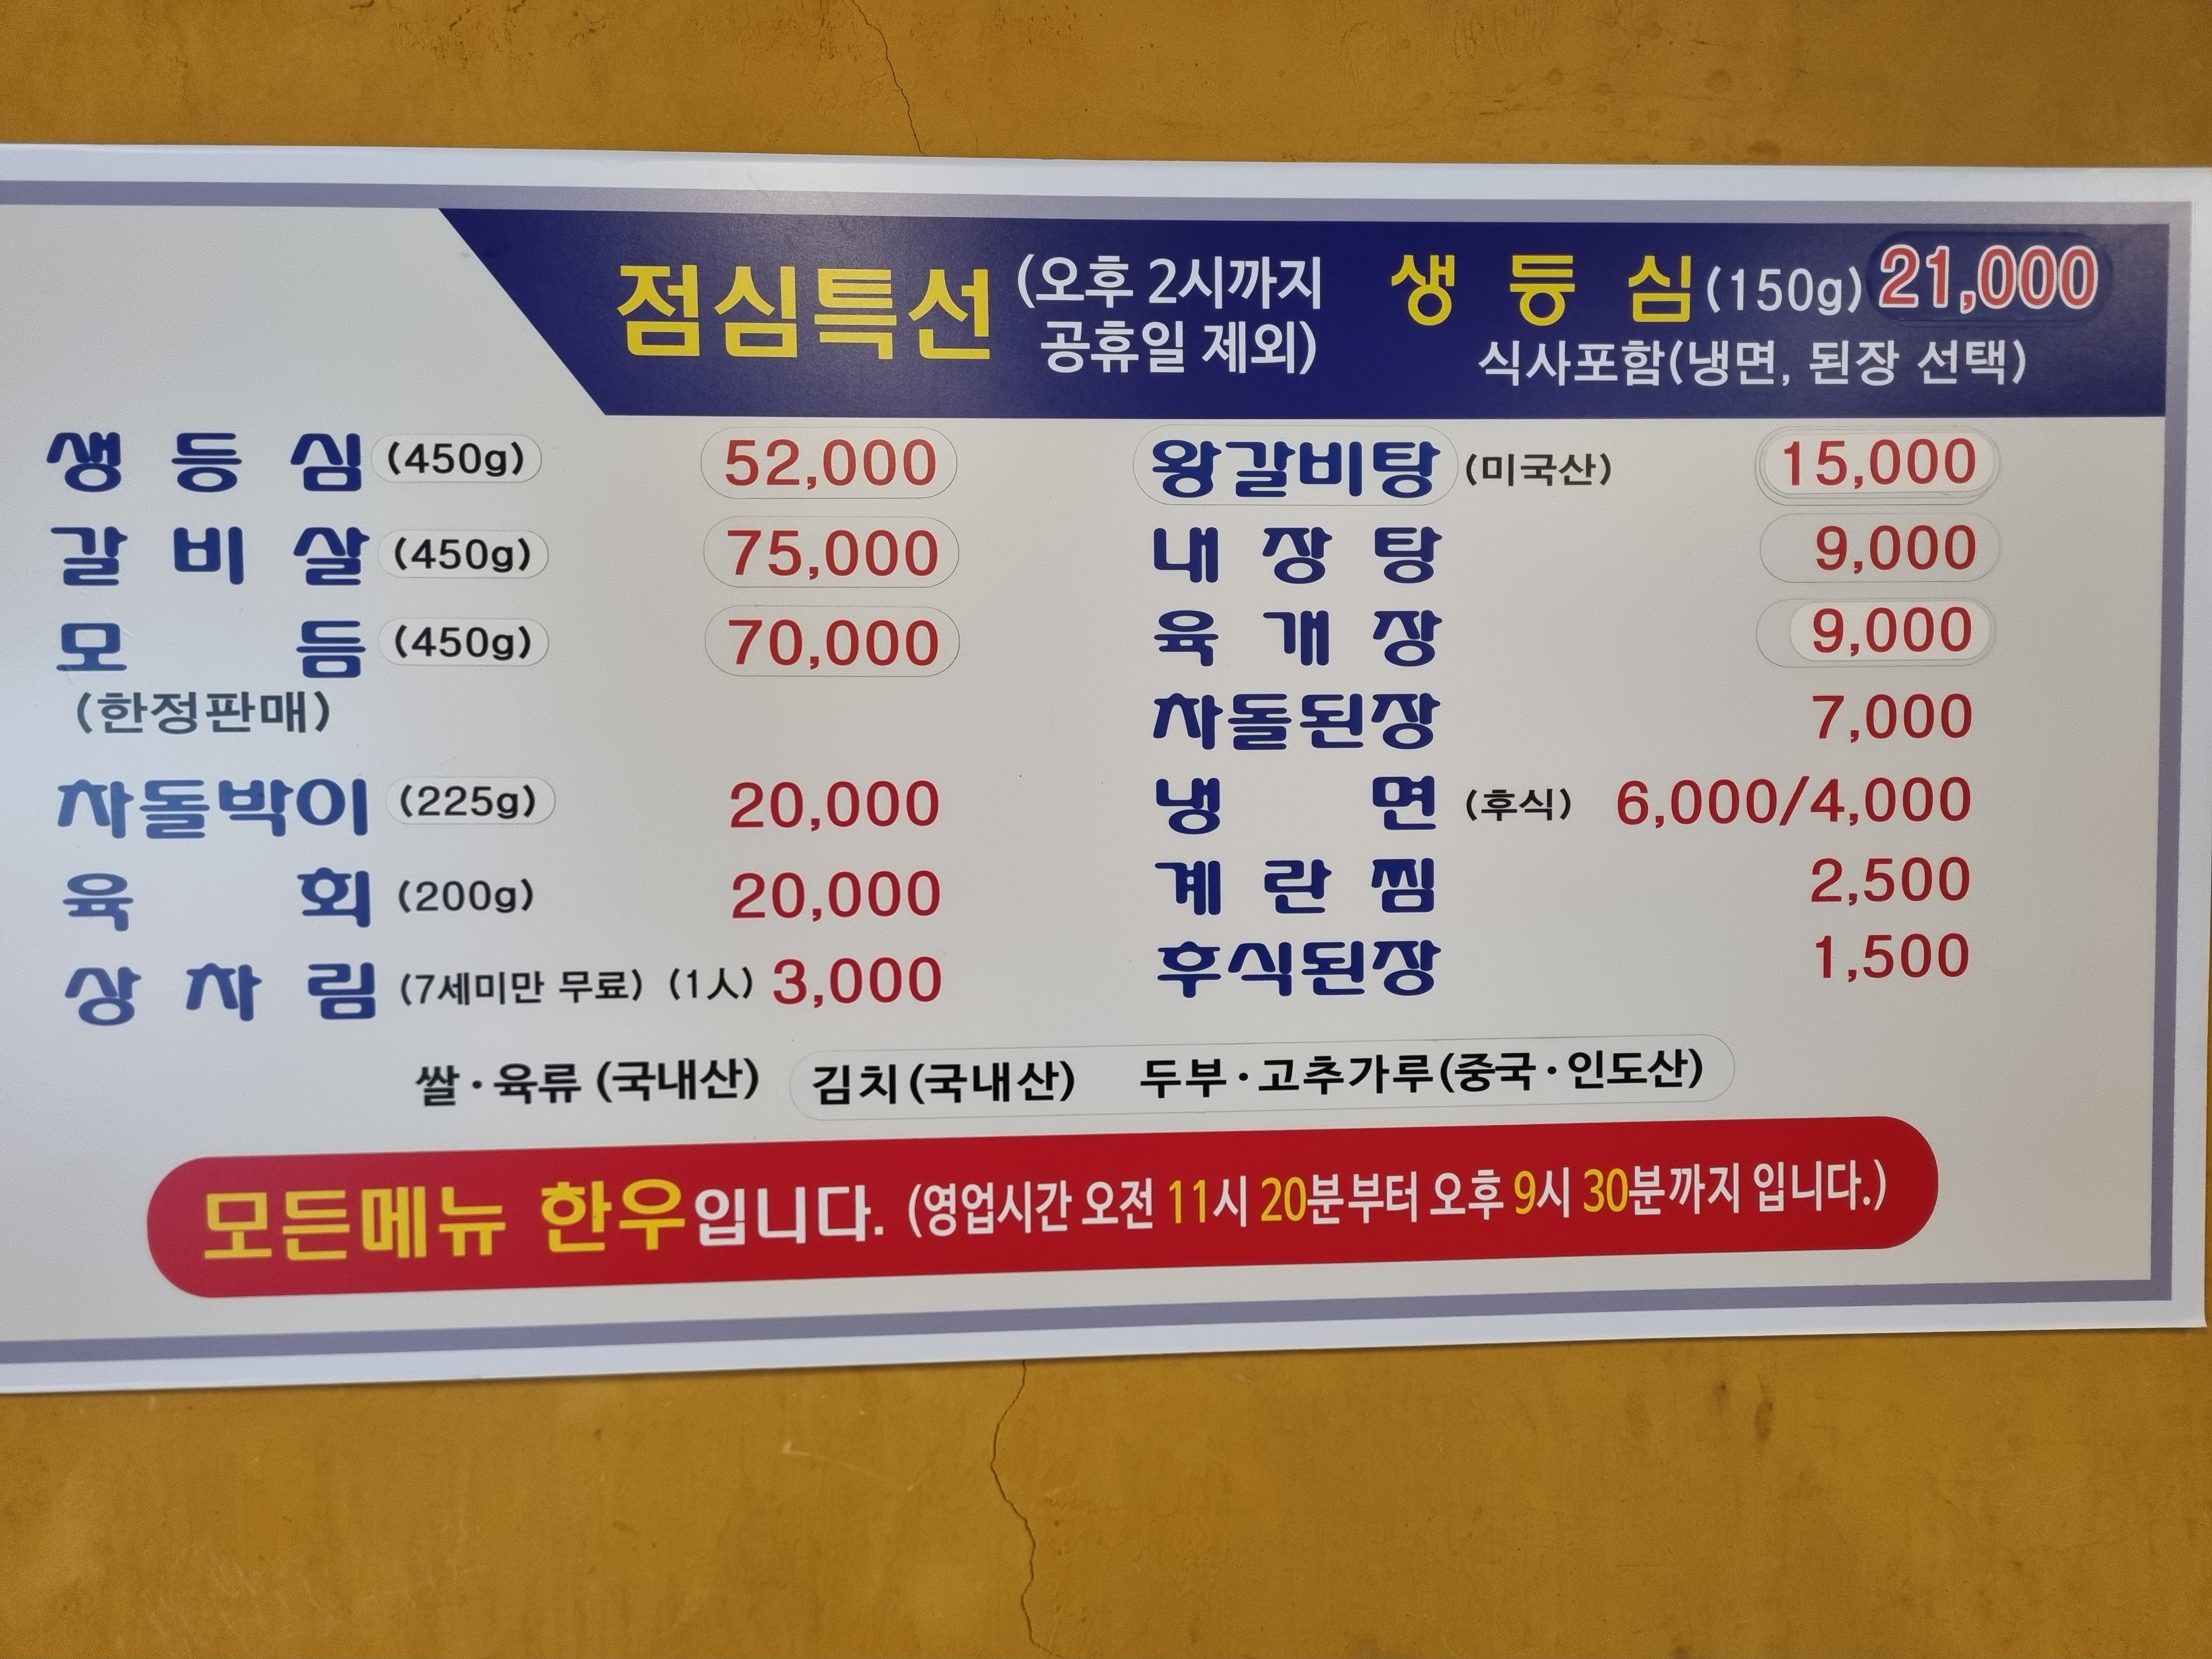 점심특선 (오후 2시까지 공휴일 제외)
생 등 심(150g) 21,000
식사포함(냉면, 된장 선택)
생 등 심 (450g) 52,000
갈 비 살 (450g) 75,000
모 듬 (450g) 70,000
(한정판매)
차돌박이 (225g) 20,000
육 회 (200g) 20,000
상 차 림 (7세미만 무료) (1人) 3,000
왕갈비탕 (미국산) 15,000
내 장 탕 9,000
육 개 장 9,000
차돌된장 7,000
냉 면 (후식) 6,000/4,000
계 란 찜 2,500
후식된장 1,500
쌀·육류 (국내산) 김치(국내산) 두부·고추가루(중국·인도산)
모든메뉴 한우입니다. (영업시간 오전 11시 20분부터 오후 9시 30분까지 입니다.)